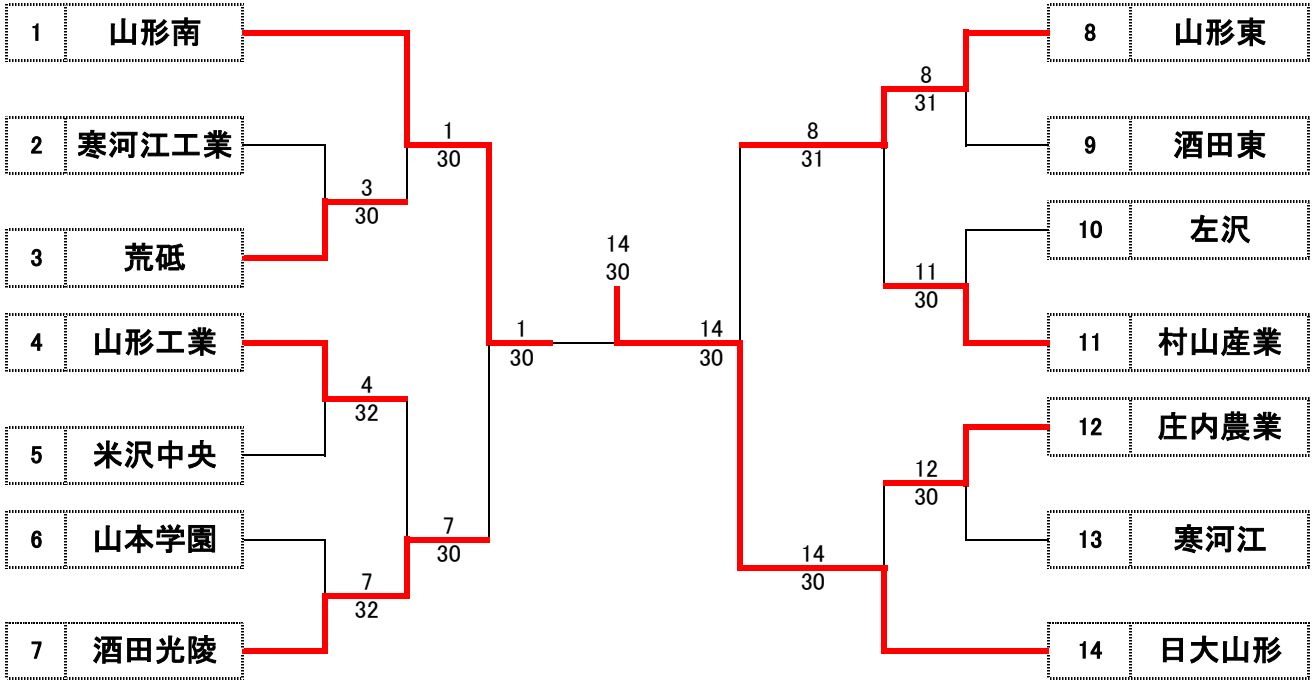 1 山形南
2 寒河江工業
3 荒砥
4 山形工業
5 米沢中央
6 山本学園
7 酒田光陵
3
30
4
32
7
32
1
30
7
30
1
30
14
30
14
30
8
31
14
30
8
31
11
30
12
30
8 山形東
9 酒田東
10 左沢
11 村山産業
12 庄内農業
13 寒河江
14 日大山形